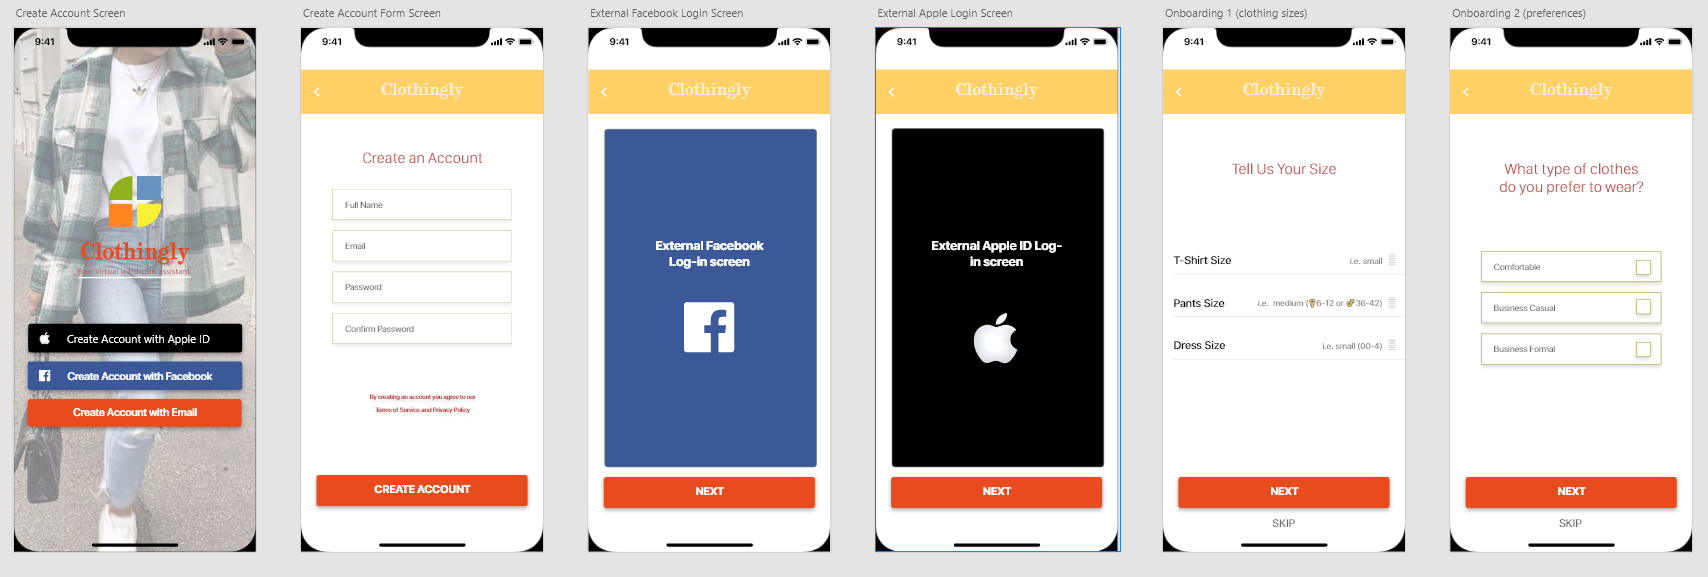 Create Account Screen
9:41
Clothingly
Your virtual wardrobe assistant
Create Account with Apple ID
Create Account with Facebook
Create Account with Email
Create Account Form Screen
9:41
Clothingly
Create an Account
Full Name
Email
Password
Confirm Password
By creating an account you agree to our
Terms of Service and Privacy Policy
CREATE ACCOUNT
External Facebook Login Screen
9:41
Clothingly
External Facebook
Log-in screen
NEXT
External Apple Login Screen
9:41
Clothingly
External Apple ID Log-
in screen
NEXT
Onboarding 1 (clothing sizes)
9:41
Clothingly
Tell Us Your Size
T-Shirt Size i.e. small
Pants Size i.e. medium (6-12 or 36-42)
Dress Size i.e. small (00-4)
NEXT
SKIP
Onboarding 2 (preferences)
9:41
Clothingly
What type of clothes
do you prefer to wear?
Comfortable
Business Casual
Business Formal
NEXT
SKIP